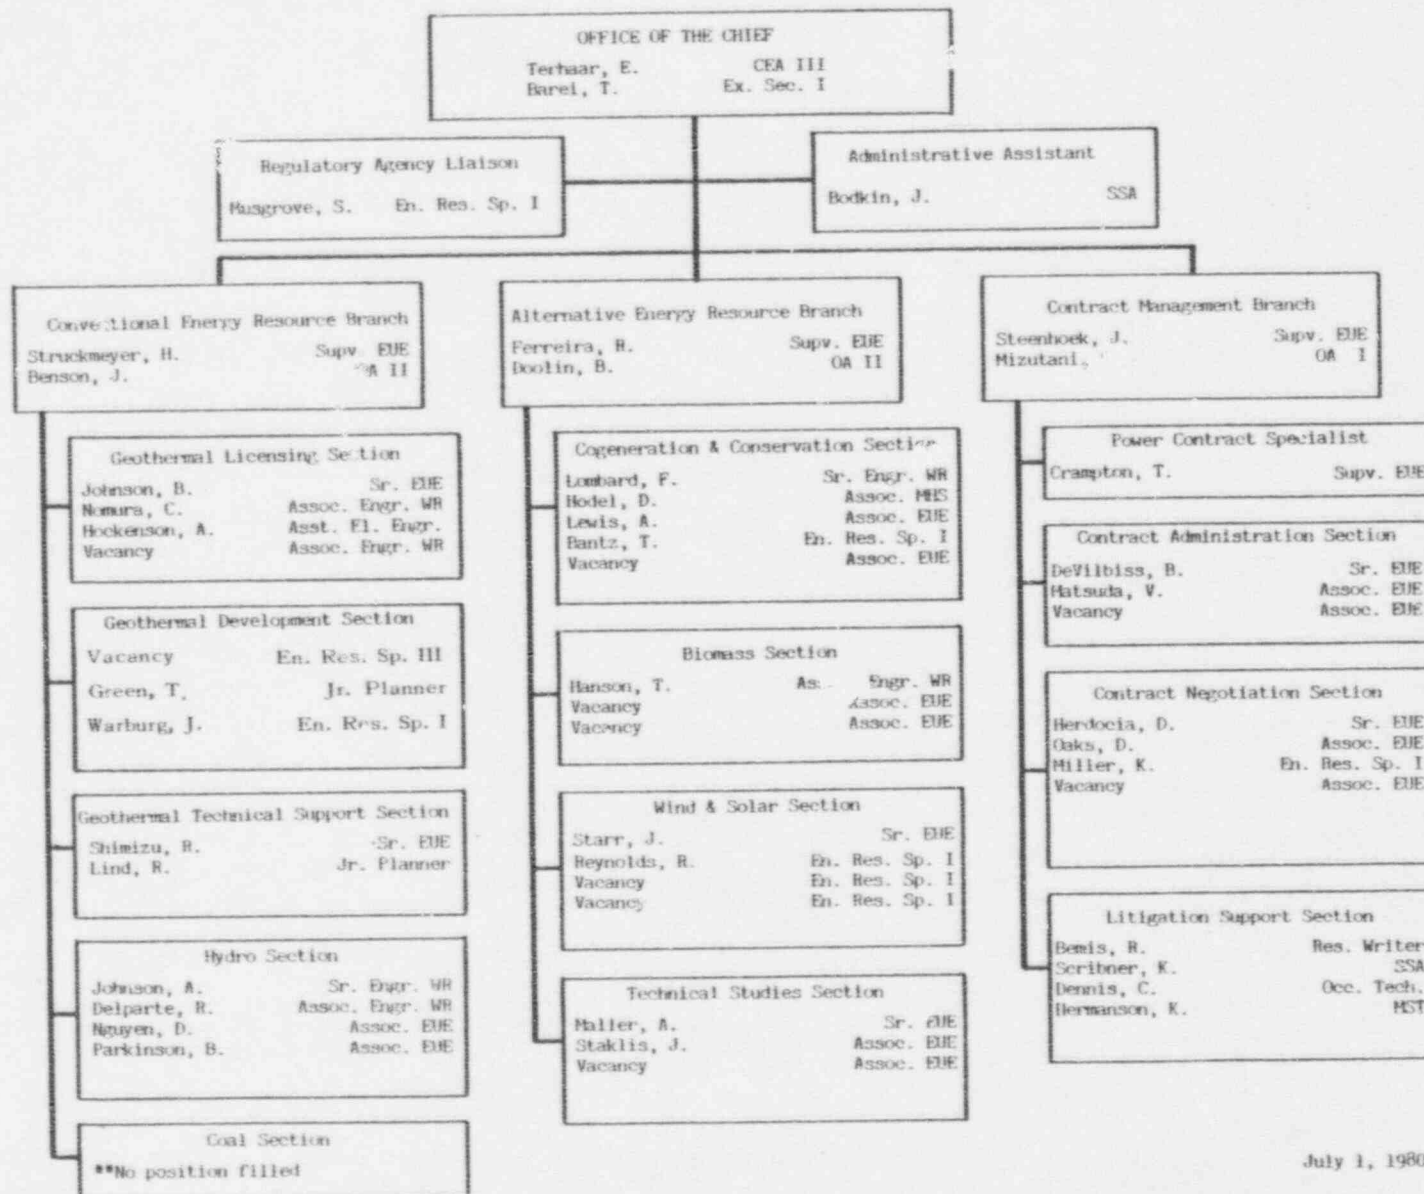 OFFICE OF THE CHIEF
Terhaar, E. CEA III
Barei, T. Ex. Sec. I
Regulatory Agency Liaison
Musgrove, S. En. Res. Sp. I
Administrative Assistant
Bodkin, J. SSA
Energy Resource Branch
Struckmeyer, H. Supv. EUE
Benson, J. II
Geothermal Licensing Section
Johnson, B. Sr. EUE
Nomura, C. Assoc. Engr. WR
Hockenson, A. Asst. El. Engr.
Vacancy Assoc. Engr. WR
Geothermal Development Section
Vacancy En. Res. Sp. III
Green, T. Jr. Planner
Warburg, J. En. Res. Sp. I
Geothermal Technical Support Section
Shimizu, R. Sr. EUE
Lind, R. Jr. Planner
Hydro Section
Johnson, A. Sr. Engr. WR
Delparte, R. Assoc. Engr. WR
Nguyen, D. Assoc. EUE
Parkinson, B. Assoc. EUE
Coal Section
**No position filled
Alternative Energy Resource Branch
Ferreira, R. Supv. EUE
Doolin, B. OA II
Cogeneration & Conservation Section
Lombard, F. Sr. Engr. WR
Hodel, D. Assoc. MHS
Lewis, A. Assoc. EUE
Bantz, T. En. Res. Sp. I
Vacancy Assoc. EUE
Biomass Section
Hanson, T. Engr. WR
Vacancy Assoc. EUE
Vacancy Assoc. EUE
Wind & Solar Section
Starr, J. Sr. EUE
Reynolds, R. En. Res. Sp. I
Vacancy En. Res. Sp. I
Vacancy En. Res. Sp. I
Technical Studies Section
Maller, A. Sr. EUE
Staklis, J. Assoc. EUE
Vacancy Assoc. EUE
Contract Management Branch
Steenhoek, J. Supv. EUE
Mizutani, OA I
Power Contract Specialist
Crampton, T. Supv. EUE
Contract Administration Section
DeVilbiss, B. Sr. EUE
Matsuda, V. Assoc. EUE
Vacancy Assoc. EUE
Contract Negotiation Section
Herdocia, D. Sr. EUE
Oaks, D. Assoc. EUE
Miller, K. En. Res. Sp. I
Vacancy Assoc. EUE
Litigation Support Section
Bemis, R. Res. Writer
Scribner, K. SSA
Dennis, C. Occ. Tech.
Hermanson, K. MST
July 1, 1980